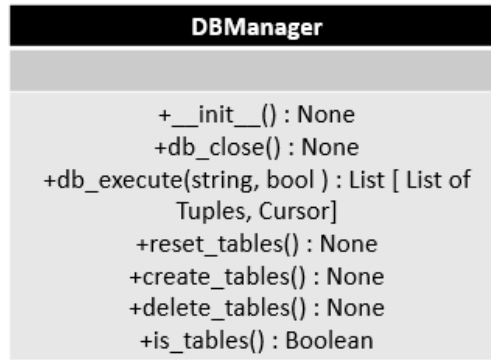 DBManager
+__init__() : None
+db_close() : None
+db_execute(string, bool ) : List [ List of
Tuples, Cursor]
+reset_tables() : None
+create_tables() : None
+delete_tables() : None
+is_tables() : Boolean